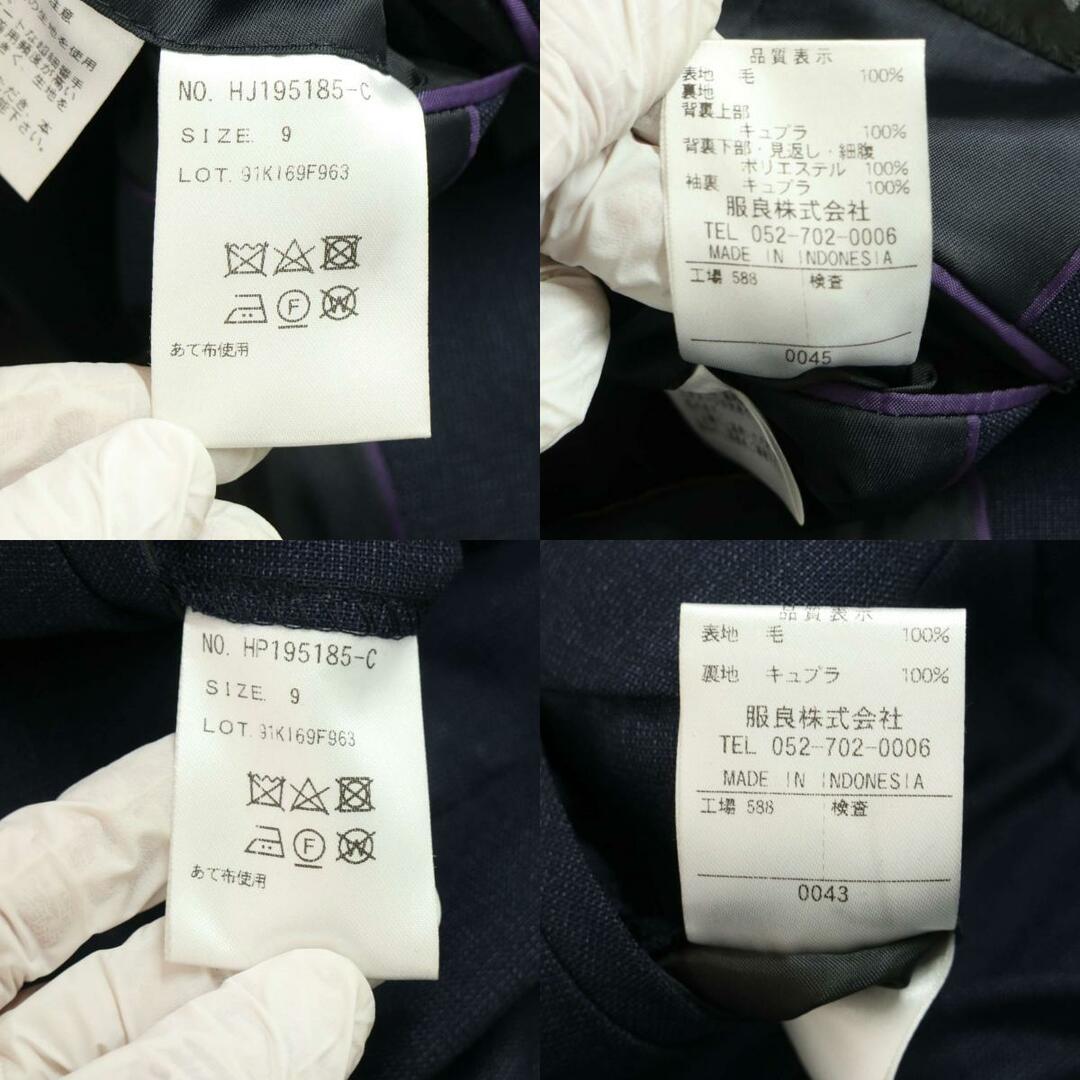 NO. HJ195185-C
SIZE 9
LOT. 91KI69F963
F
W
あて布使用
品質表示
表地 毛 100%
裏地
背裏上部
キュプラ 100%
背裏下部・見返し・細腹
ポリエステル 100%
袖裏 キュプラ 100%
服良株式会社
TEL 052-702-0006
MADE IN INDONESIA
工場 588 検査
0045
NO. HP195185-C
SIZE 9
LOT. 91KI69F963
F
W
あて布使用
品質表示
表地 毛 100%
裏地 キュプラ 100%
服良株式会社
TEL 052-702-0006
MADE IN INDONESIA
工場 588 検査
0043